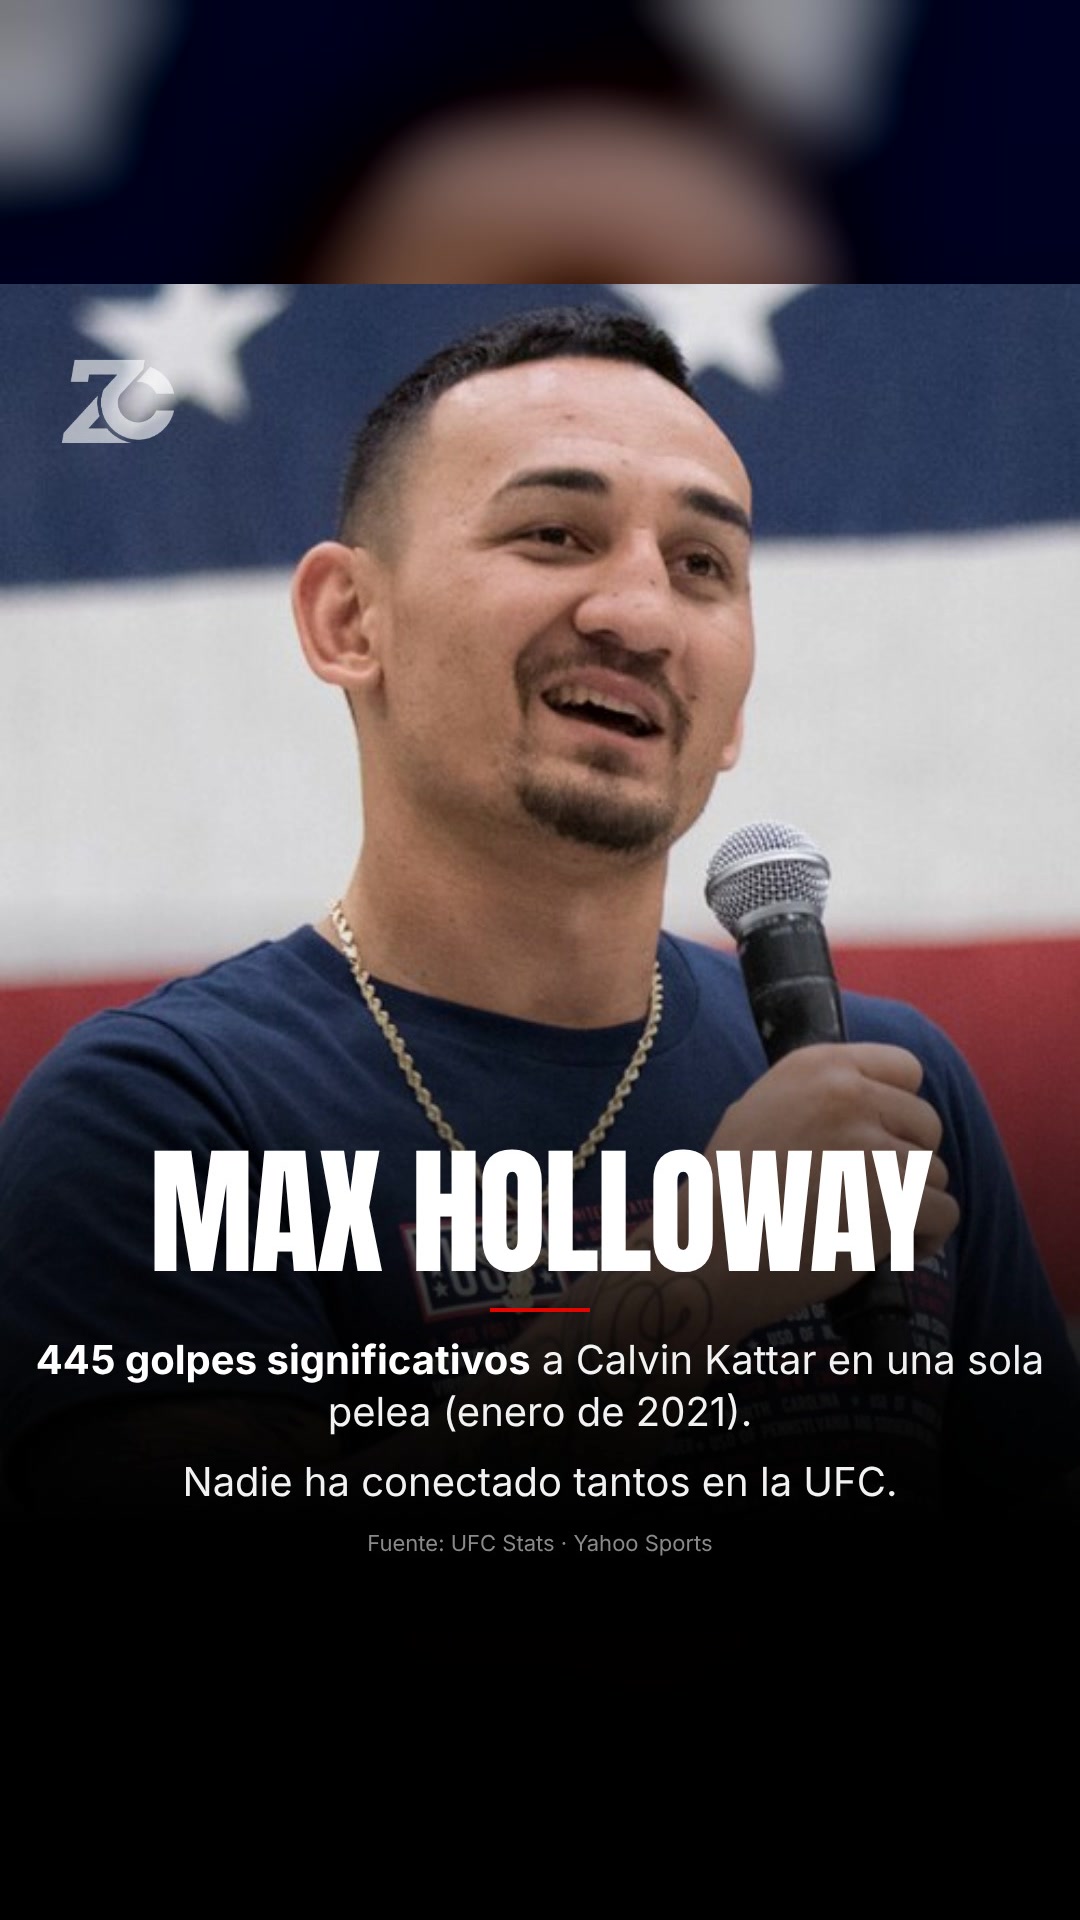 ZC
MAX HOLLOWAY
445 golpes significativos a Calvin Kattar en una sola
pelea (enero de 2021).
Nadie ha conectado tantos en la UFC.
Fuente: UFC Stats · Yahoo Sports